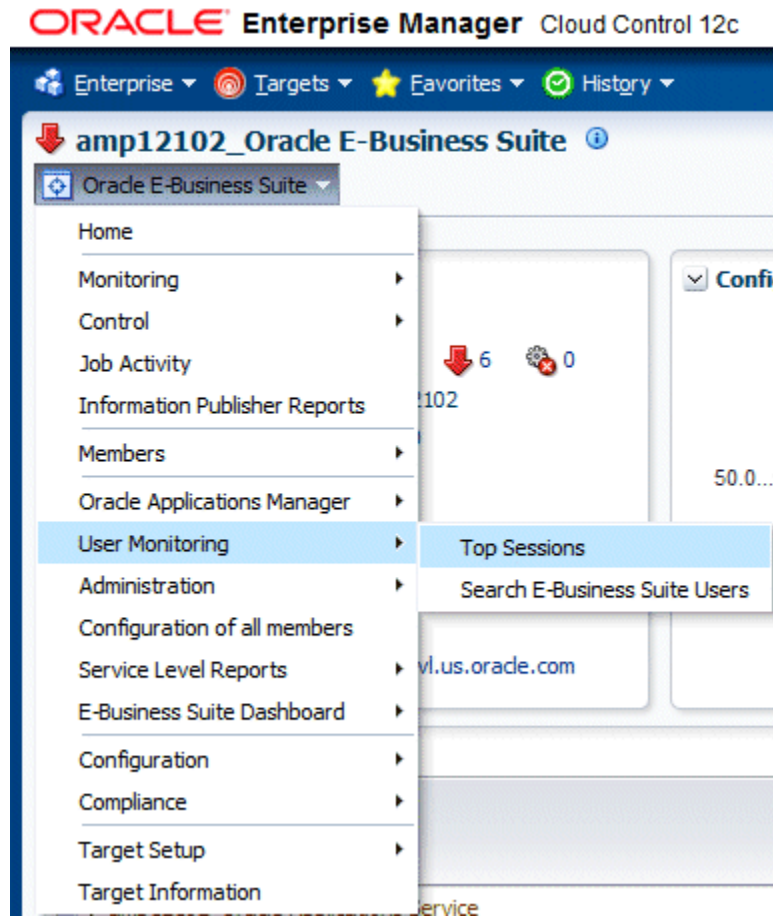 ORACLE Enterprise Manager Cloud Control 12c
Enterprise Targets Favorites History
amp12102_Oracle E-Business Suite
Oracle E-Business Suite
Home
Monitoring
Control
Job Activity
Information Publisher Reports
Members
Oracle Applications Manager
User Monitoring
Administration
Configuration of all members
Service Level Reports
E-Business Suite Dashboard
Configuration
Compliance
Target Setup
Target Information
Top Sessions
Search E-Business Suite Users
6 0
2102
vl.us.oracle.com
Confi
50.0...